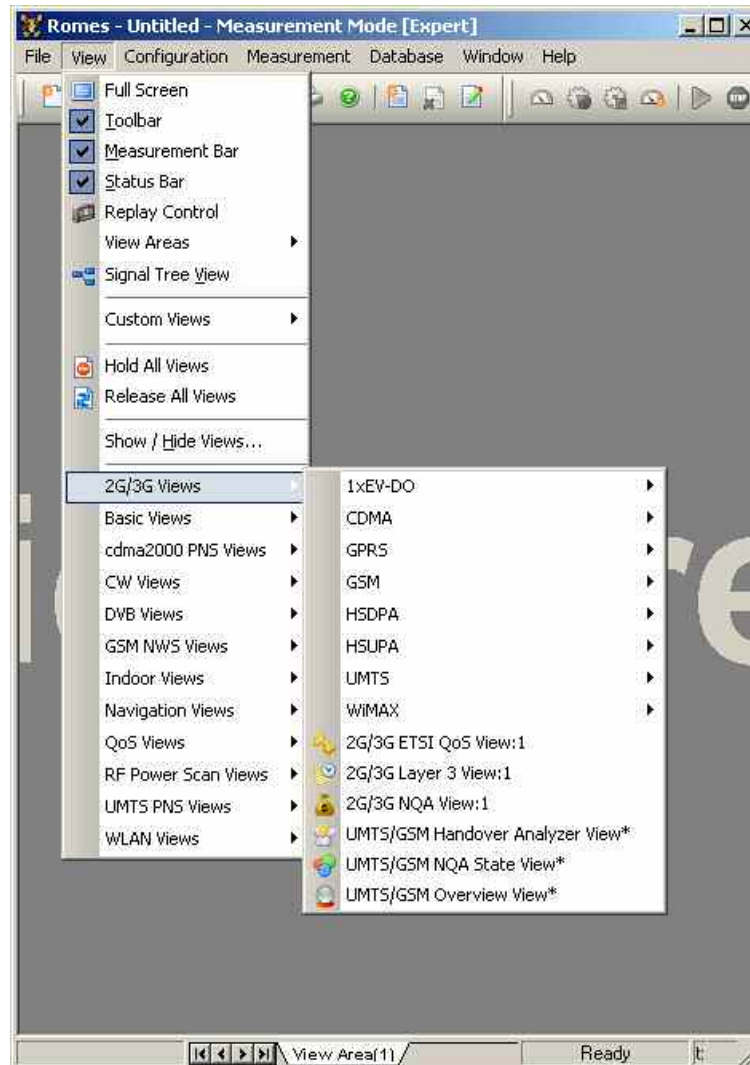 Romes - Untitled - Measurement Mode [Expert]
File View Configuration Measurement Database Window Help
Full Screen
Toolbar
Measurement Bar
Status Bar
Replay Control
View Areas
Signal Tree View
Custom Views
Hold All Views
Release All Views
Show / Hide Views...
2G/3G Views
Basic Views
cdma2000 PNS Views
CW Views
DVB Views
GSM NWS Views
Indoor Views
Navigation Views
QoS Views
RF Power Scan Views
UMTS PNS Views
WLAN Views
1xEV-DO
CDMA
GPRS
GSM
HSDPA
HSUPA
UMTS
WiMAX
2G/3G ETSI QoS View:1
2G/3G Layer 3 View:1
2G/3G NQA View:1
UMTS/GSM Handover Analyzer View*
UMTS/GSM NQA State View*
UMTS/GSM Overview View*
View Area(1) Ready t: